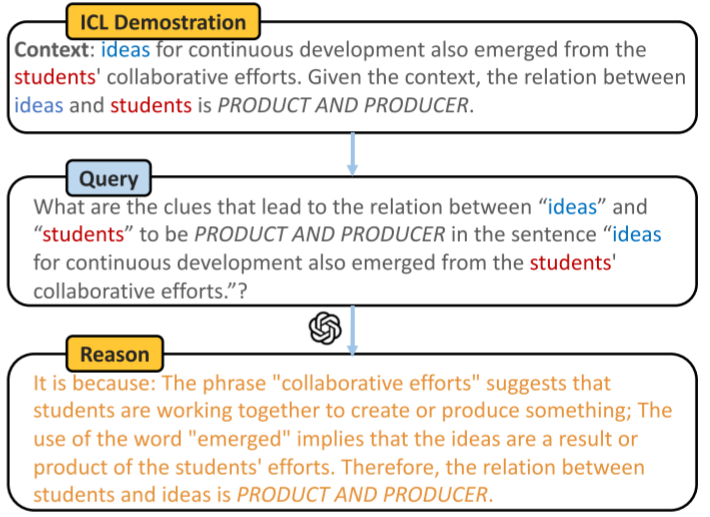 ICL Demostration
Context: ideas for continuous development also emerged from the
students' collaborative efforts. Given the context, the relation between
ideas and students is PRODUCT AND PRODUCER.
Query
What are the clues that lead to the relation between “ideas” and
“students” to be PRODUCT AND PRODUCER in the sentence “ideas
for continuous development also emerged from the students'
collaborative efforts.”?
Reason
It is because: The phrase "collaborative efforts" suggests that
students are working together to create or produce something; The
use of the word "emerged" implies that the ideas are a result or
product of the students' efforts. Therefore, the relation between
students and ideas is PRODUCT AND PRODUCER.